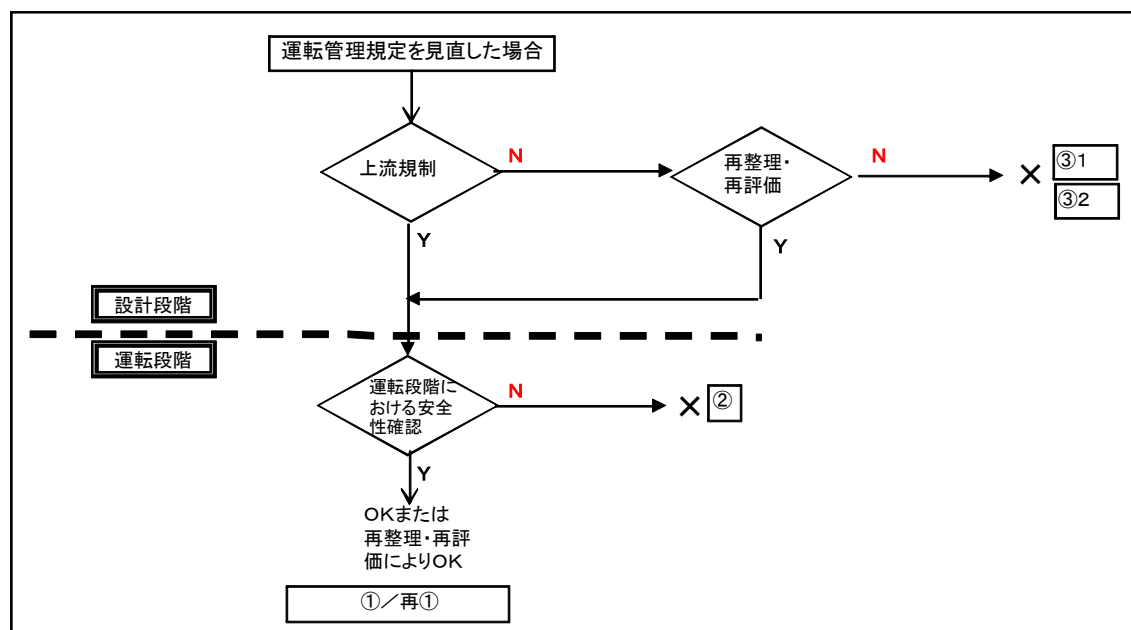 運転管理規定を見直した場合
上流規制
N
再整理・
再評価
N
×
③1
③2
Y
Y
設計段階
運転段階
運転段階に
おける安全
性確認
N
×
②
Y
OKまたは
再整理・再評
価によりOK
①／再①